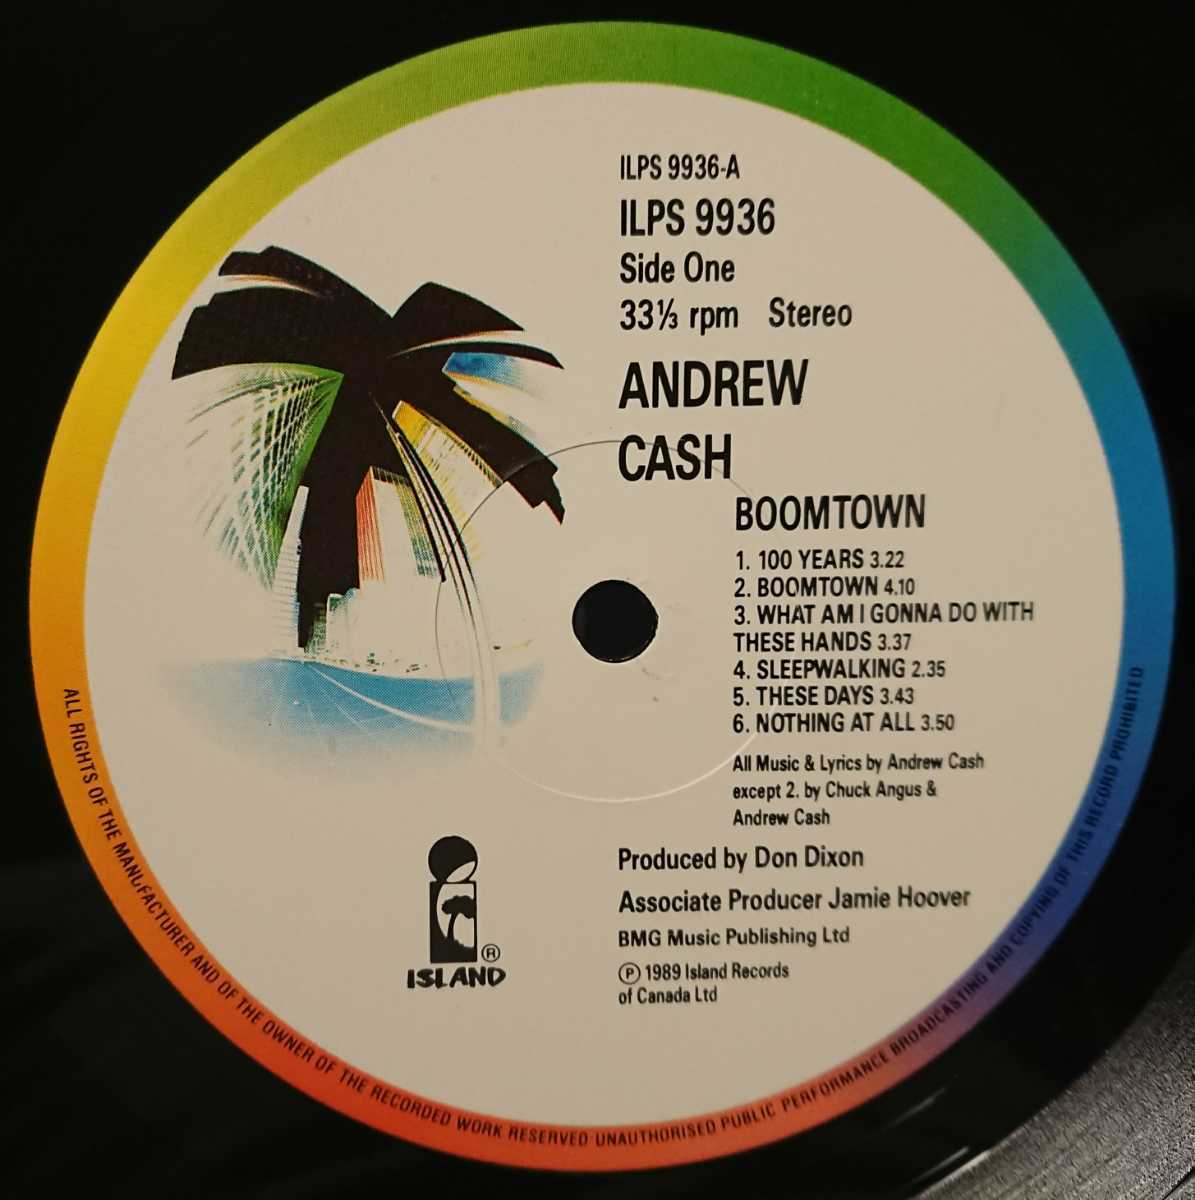 ILPS 9936-A
ILPS 9936
Side One
33⅓ rpm Stereo
ANDREW
CASH
BOOMTOWN
1. 100 YEARS 3.22
2. BOOMTOWN 4.10
3. WHAT AM I GONNA DO WITH
THESE HANDS 3.37
4. SLEEPWALKING 2.35
5. THESE DAYS 3.43
6. NOTHING AT ALL 3.50
All Music & Lyrics by Andrew Cash
except 2. by Chuck Angus &
Andrew Cash
Produced by Don Dixon
Associate Producer Jamie Hoover
BMG Music Publishing Ltd
℗ 1989 Island Records
of Canada Ltd
®
ISLAND
ALL RIGHTS OF THE MANUFACTURER AND OF THE OWNER OF THE RECORDED WORK RESERVED UNAUTHORISED PUBLIC PERFORMANCE BROADCASTING AND COPYING OF THIS RECORD PROHIBITED